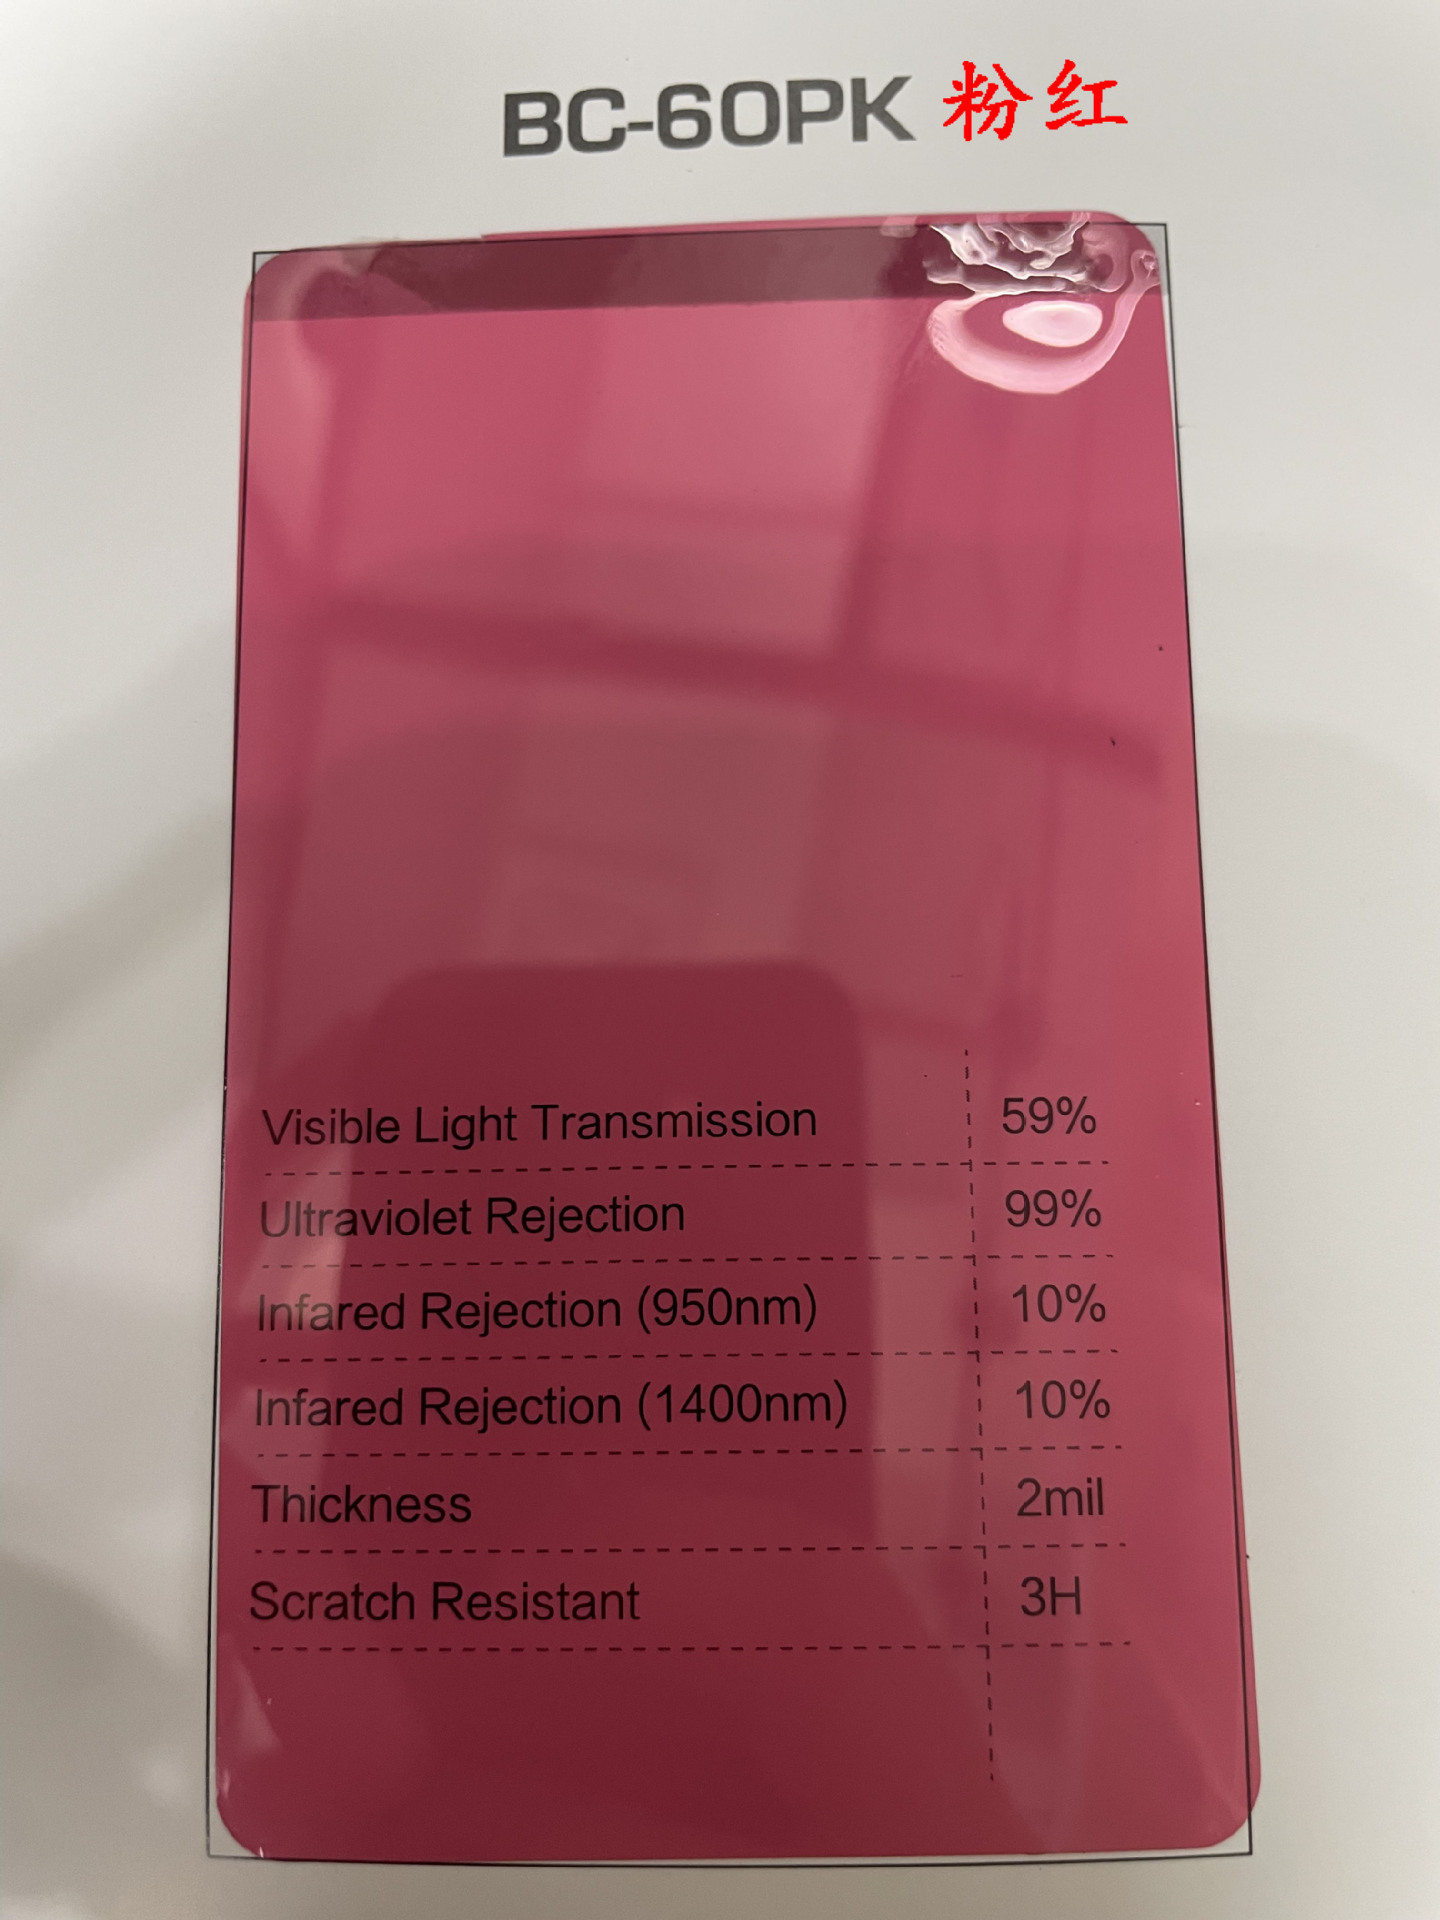 BC-60PK 粉红
Visible Light Transmission 59%
Ultraviolet Rejection 99%
Infared Rejection (950nm) 10%
Infared Rejection (1400nm) 10%
Thickness 2mil
Scratch Resistant 3H